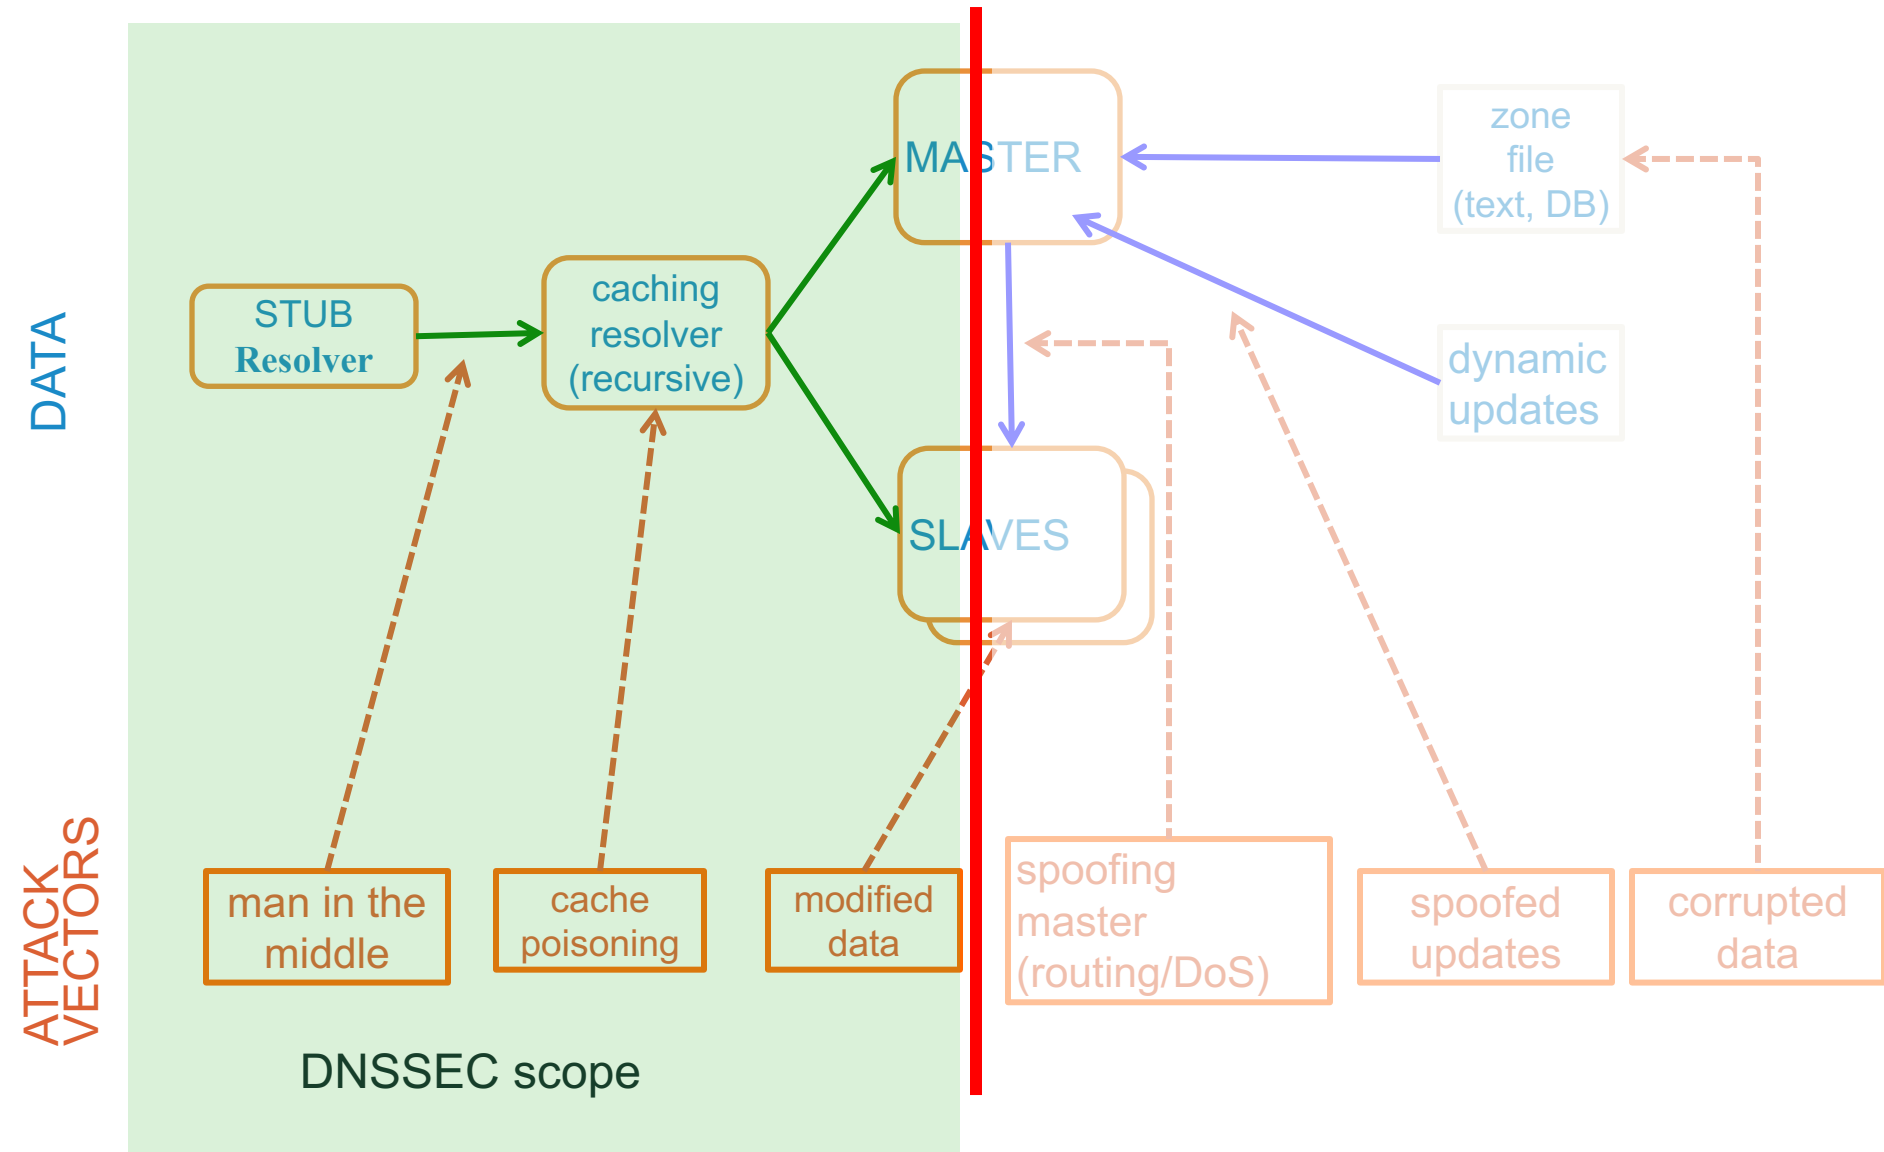 DATA
STUB
Resolver
caching
resolver
(recursive)
MASTER
SLAVES
zone
file
(text, DB)
dynamic
updates
ATTACK
VECTORS
man in the
middle
cache
poisoning
modified
data
spoofing
master
(routing/DoS)
spoofed
updates
corrupted
data
DNSSEC scope